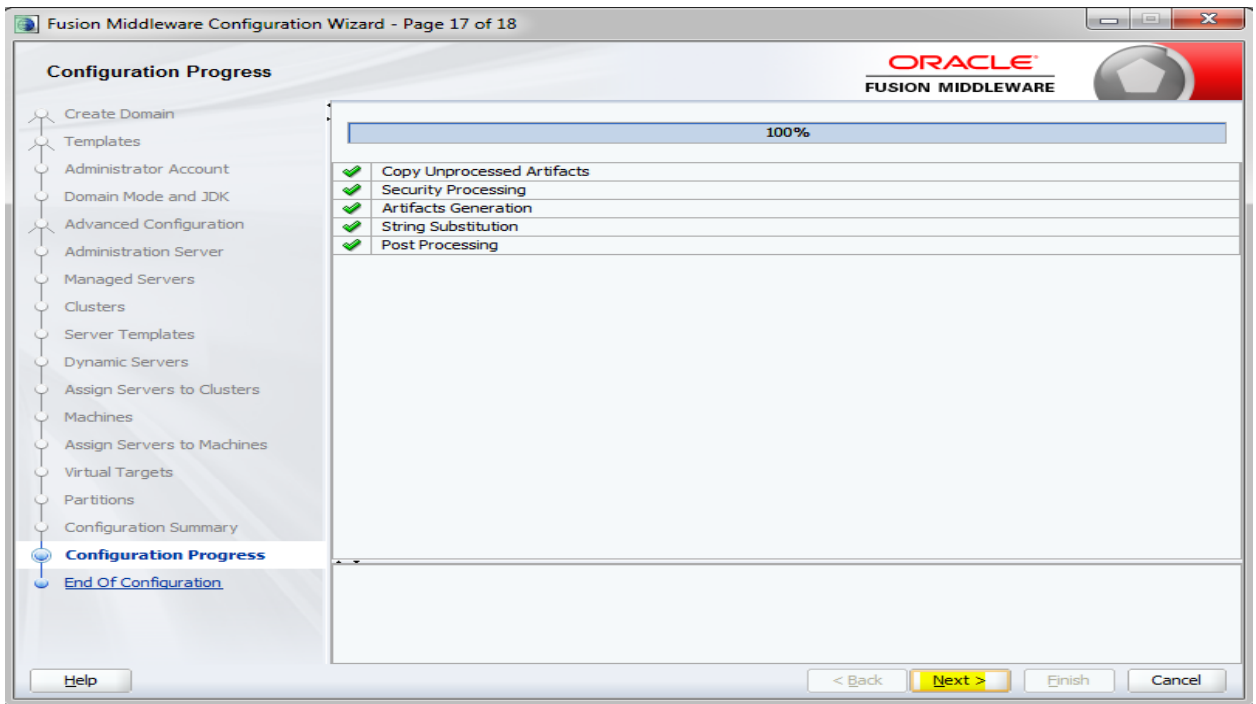 Fusion Middleware Configuration Wizard - Page 17 of 18
Configuration Progress
ORACLE
FUSION MIDDLEWARE
Create Domain
Templates
Administrator Account
Domain Mode and JDK
Advanced Configuration
Administration Server
Managed Servers
Clusters
Server Templates
Dynamic Servers
Assign Servers to Clusters
Machines
Assign Servers to Machines
Virtual Targets
Partitions
Configuration Summary
Configuration Progress
End Of Configuration
100%
Copy Unprocessed Artifacts
Security Processing
Artifacts Generation
String Substitution
Post Processing
Help
< Back
Next >
Finish
Cancel